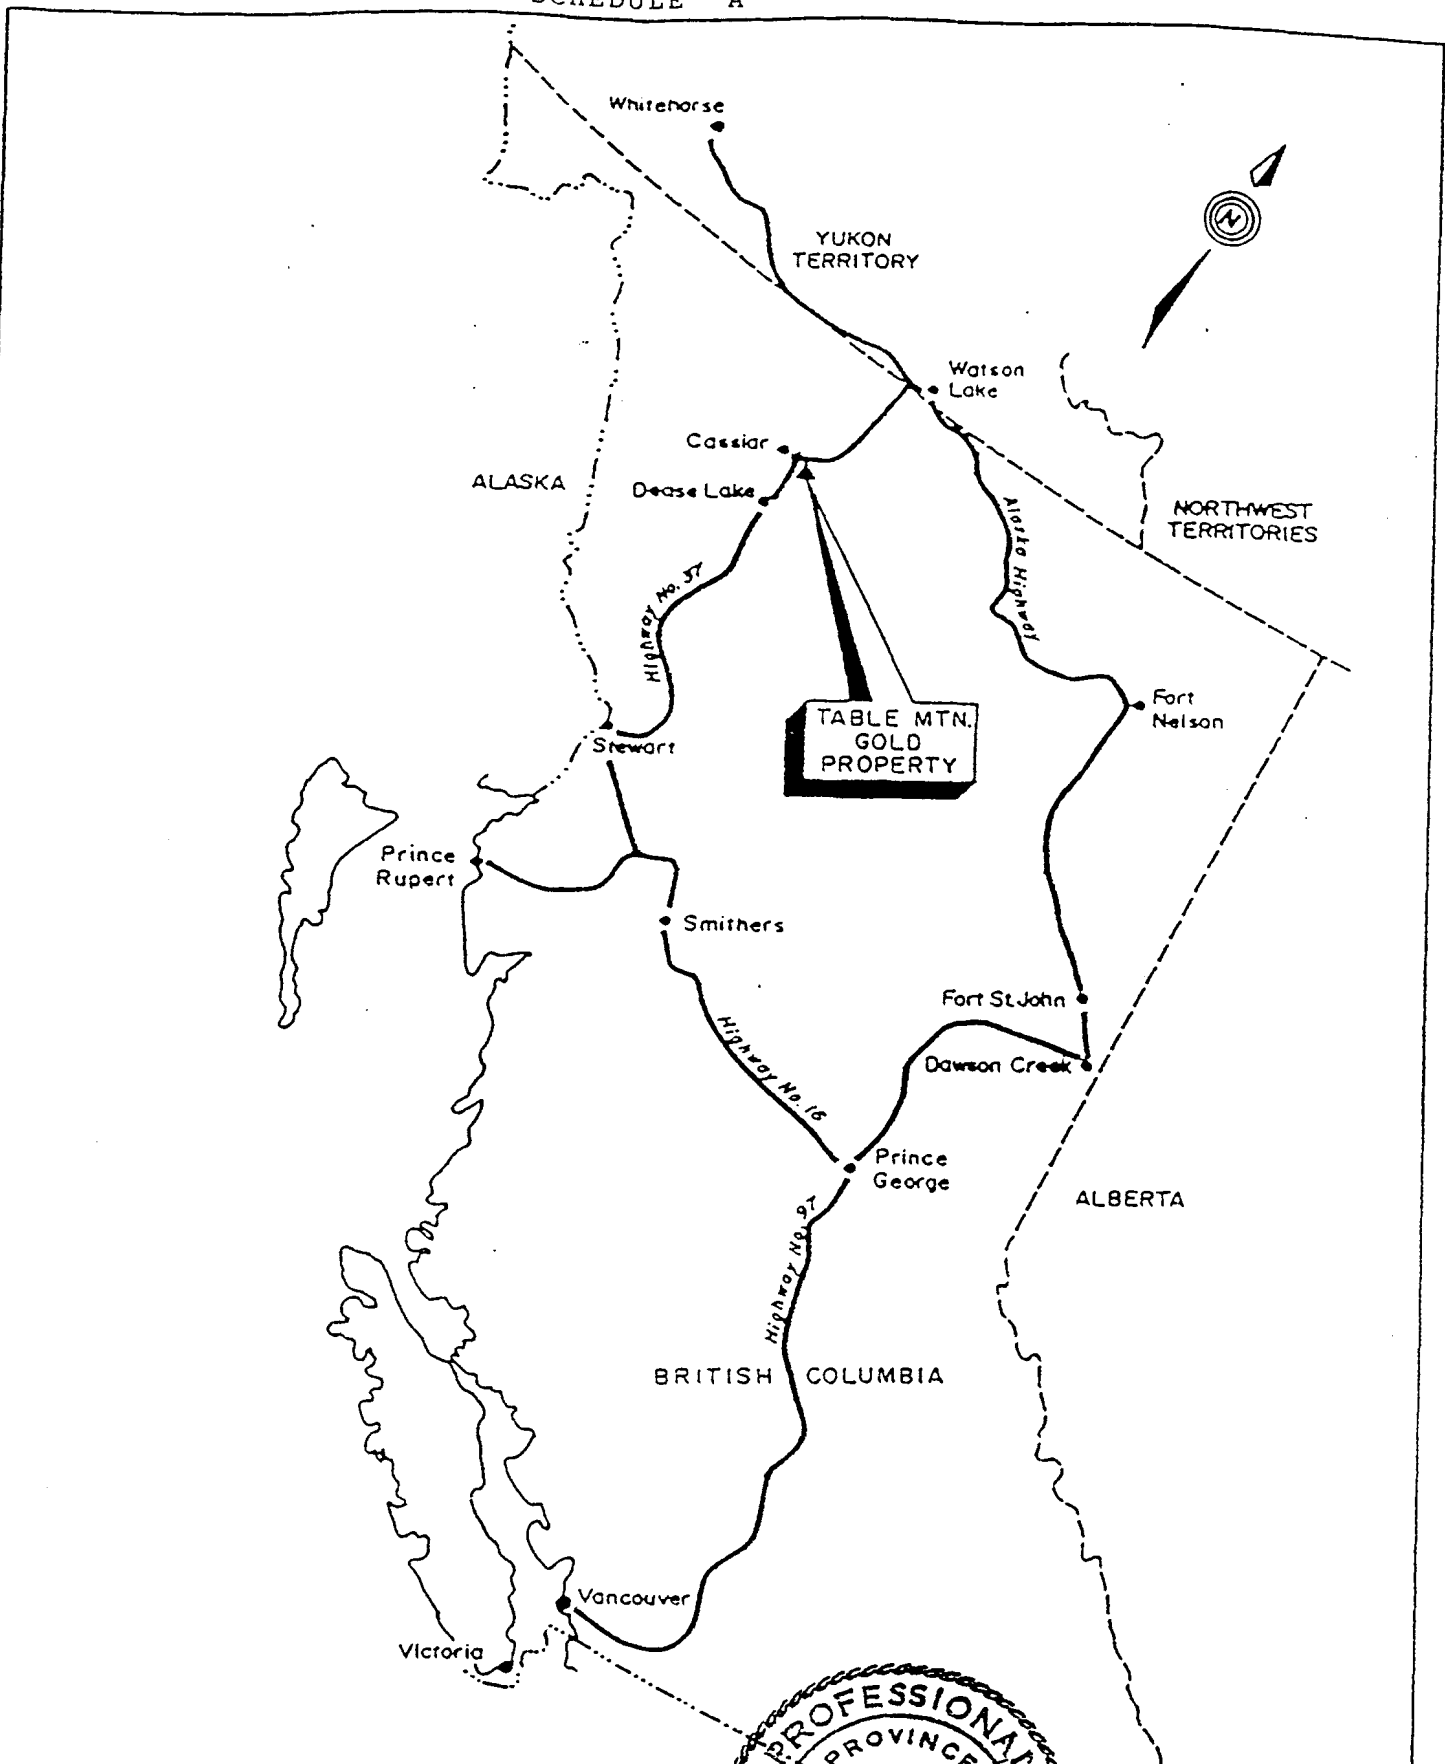 SCHEDULE "A"
Whitehorse
YUKON
TERRITORY
N
Watson
Lake
Cassiar
ALASKA
Dease Lake
NORTHWEST
TERRITORIES
Alaska Highway
Highway No. 37
Fort
Nelson
TABLE MTN.
GOLD
PROPERTY
Stewart
Prince
Rupert
Smithers
Fort St. John
Highway No. 16
Dawson Creek
Prince
George
ALBERTA
Highway No. 97
BRITISH COLUMBIA
Vancouver
Victoria
PROFESSIONAL
PROVINCE